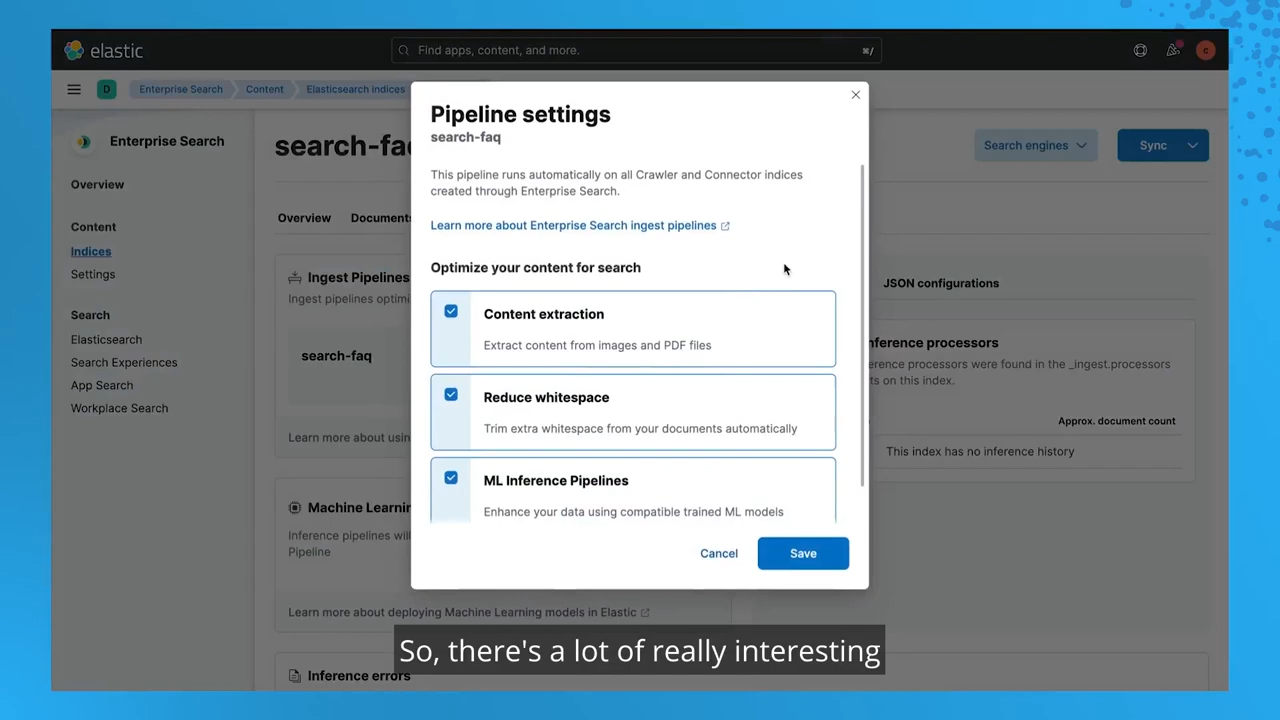 elastic
Find apps, content, and more.
⌘/
c
D
Enterprise Search
Content
Elasticsearch indices
Enterprise Search
Overview
Content
Indices
Settings
Search
Elasticsearch
Search Experiences
App Search
Workplace Search
search-faq
Search engines
Sync
Overview
Documents
Ingest Pipelines
Ingest pipelines optimi
search-faq
Learn more about usin
Machine Learnin
Inference pipelines will
Pipeline
Learn more about deploying Machine Learning models in Elastic
Inference errors
JSON configurations
nference processors
erence processors were found in the _ingest.processors
ts on this index.
Approx. document count
This index has no inference history
Pipeline settings
search-faq
This pipeline runs automatically on all Crawler and Connector indices
created through Enterprise Search.
Learn more about Enterprise Search ingest pipelines
Optimize your content for search
Content extraction
Extract content from images and PDF files
Reduce whitespace
Trim extra whitespace from your documents automatically
ML Inference Pipelines
Enhance your data using compatible trained ML models
Cancel
Save
So, there's a lot of really interesting